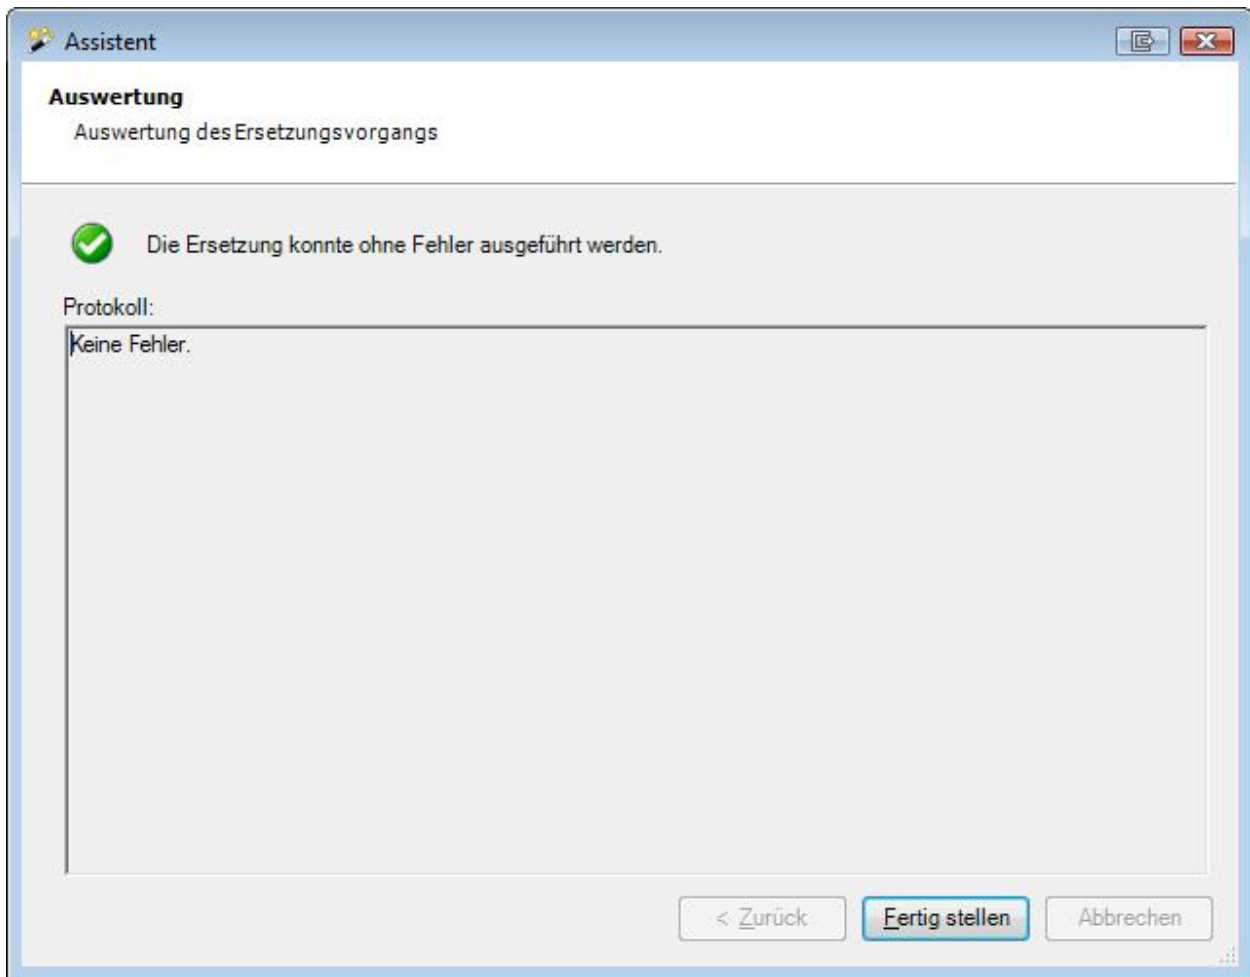 Assistent
Auswertung
Auswertung des Ersetzungsvorgangs
Die Ersetzung konnte ohne Fehler ausgeführt werden.
Protokoll:
Keine Fehler.
< Zurück Fertig stellen Abbrechen